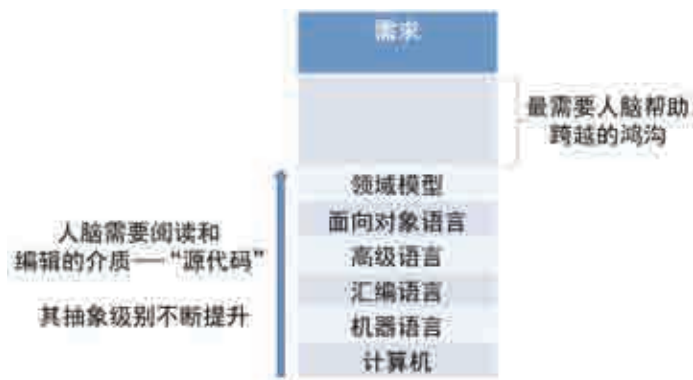 需求
最需要人脑帮助
跨越的鸿沟
领域模型
面向对象语言
高级语言
汇编语言
机器语言
计算机
人脑需要阅读和
编辑的介质——“源代码”
其抽象级别不断提升